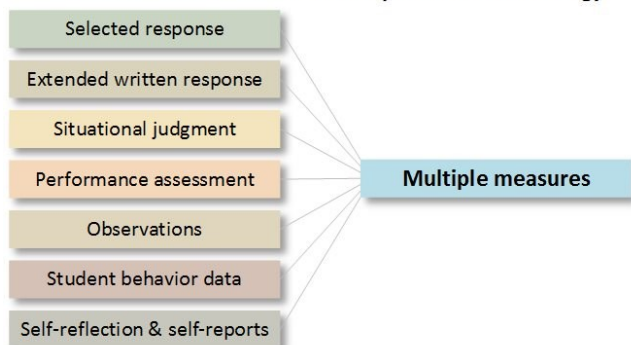 Selected response
Extended written response
Situational judgment
Performance assessment
Multiple measures
Observations
Student behavior data
Self-reflection & self-reports